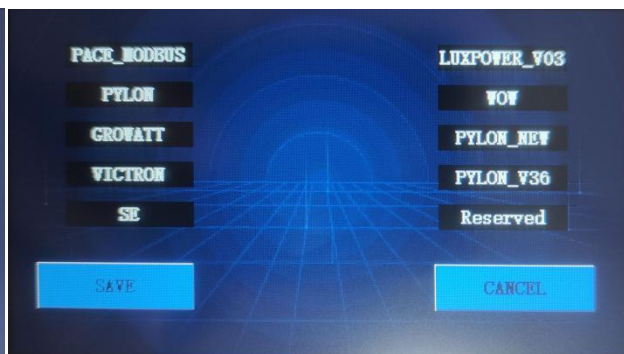 PACE_MODBUS
LUXPOWER_V03
PYLON
WOW
GROWATT
PYLON_NEW
VICTRON
PYLON_V36
SE
Reserved
SAVE
CANCEL